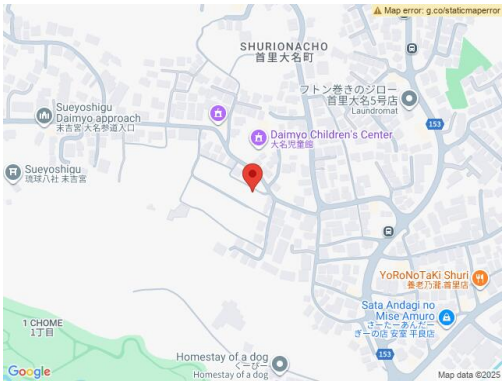 Map error: g.co/staticmaperror
SHURIONACHO
首里大名町
フトン巻きのジロー
首里大名5号店
Laundromat
153
Sueyoshigu
Daimyo approach
末吉宮 大名参道入口
Daimyo Children's Center
大名児童館
Sueyoshigu
琉球八社 末吉宮
YoRoNoTaKi Shuri
養老乃瀧 首里店
Sata Andagi no
Mise Amuro
さーたーあんだー
ぎーの店 安室 平良店
1 CHOME
1丁目
153
Homestay of a dog
くーびー
Homestay of a dog
Google
Map data ©2025